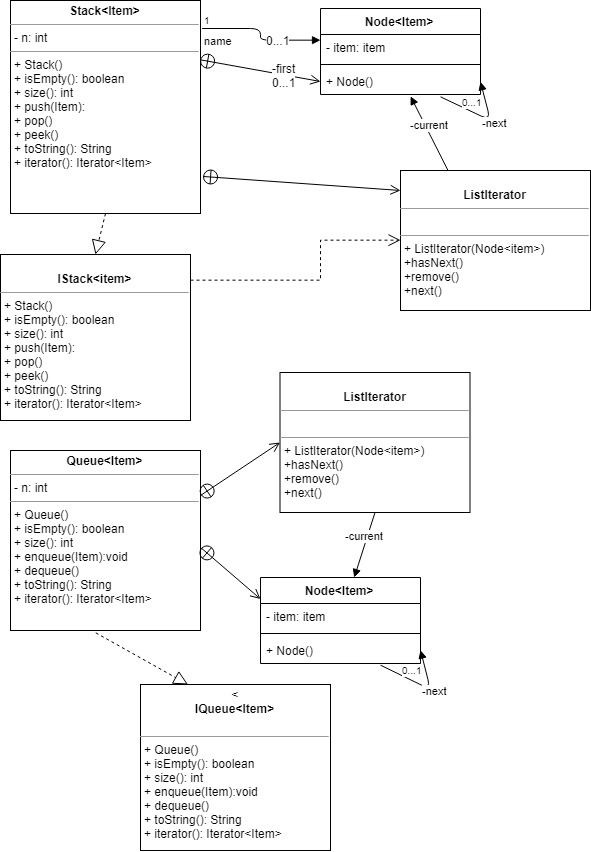 Stack<Item>
- n: int
+ Stack()
+ isEmpty(): boolean
+ size(): int
+ push(Item):
+ pop()
+ peek()
+ toString(): String
+ iterator(): Iterator<Item>
1
name
0...1
-first
0...1
Node<Item>
- item: item
+ Node()
0...1
-next
-current
ListIterator
+ ListIterator(Node<item>)
+hasNext()
+remove()
+next()
IStack<item>
+ Stack()
+ isEmpty(): boolean
+ size(): int
+ push(Item):
+ pop()
+ peek()
+ toString(): String
+ iterator(): Iterator<Item>
ListIterator
+ ListIterator(Node<item>)
+hasNext()
+remove()
+next()
Queue<Item>
- n: int
+ Queue()
+ isEmpty(): boolean
+ size(): int
+ enqueue(Item):void
+ dequeue()
+ toString(): String
+ iterator(): Iterator<Item>
-current
Node<Item>
- item: item
+ Node()
0...1
-next
<
IQueue<Item>
+ Queue()
+ isEmpty(): boolean
+ size(): int
+ enqueue(Item):void
+ dequeue()
+ toString(): String
+ iterator(): Iterator<Item>